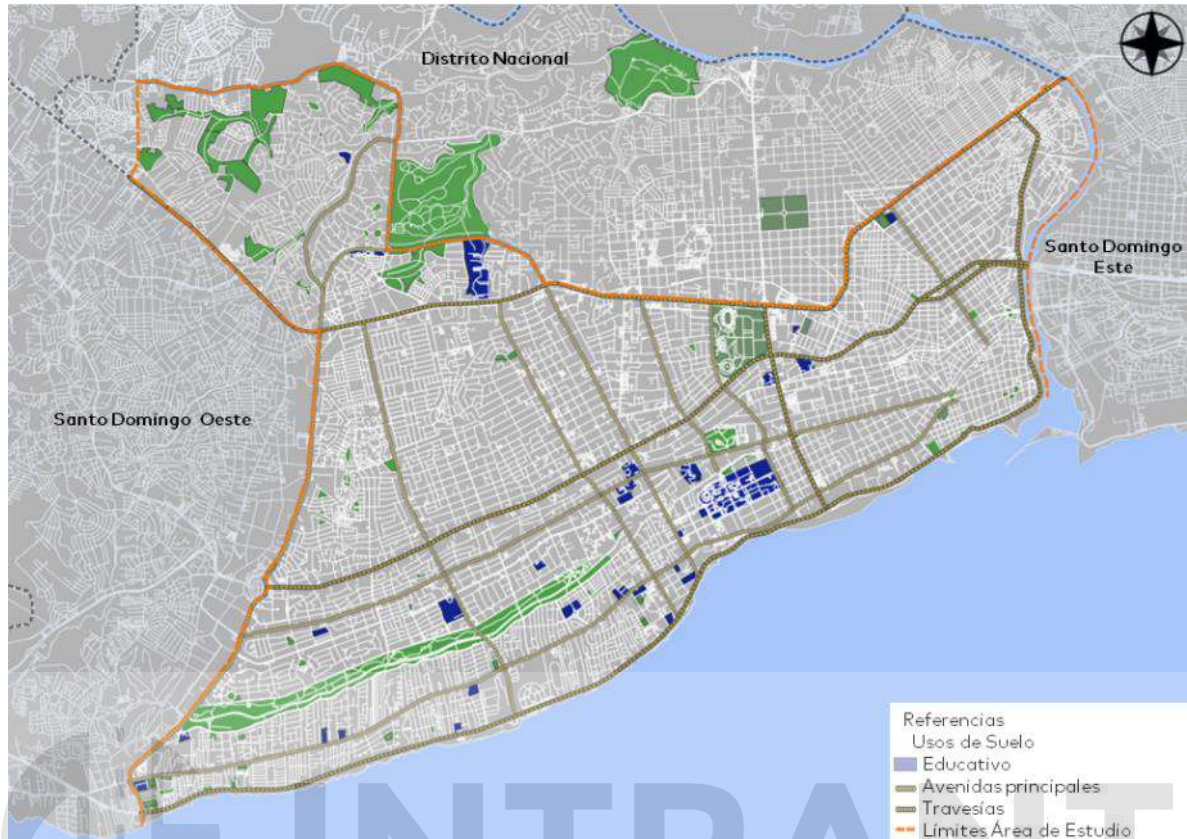 Distrito Nacional
Santo Domingo
Este
Santo Domingo Oeste
Referencias
Usos de Suelo
Educativo
Avenidas principales
Travesías
Límites Área de Estudio
INTRANT